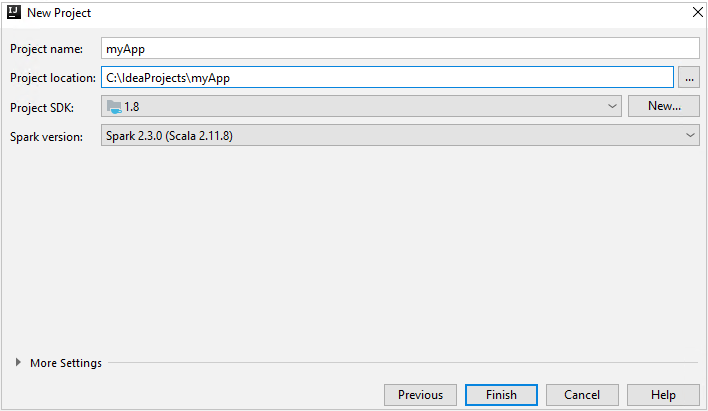 IJ New Project
Project name: myApp
Project location: C:\IdeaProjects\myApp ...
Project SDK: 1.8 New...
Spark version: Spark 2.3.0 (Scala 2.11.8)
More Settings
Previous Finish Cancel Help